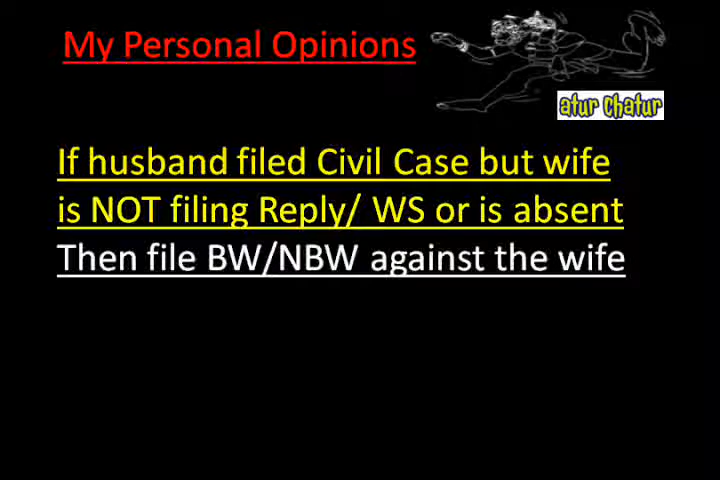 My Personal Opinions
atur chatur
If husband filed Civil Case but wife
is NOT filing Reply/ WS or is absent
Then file BW/NBW against the wife